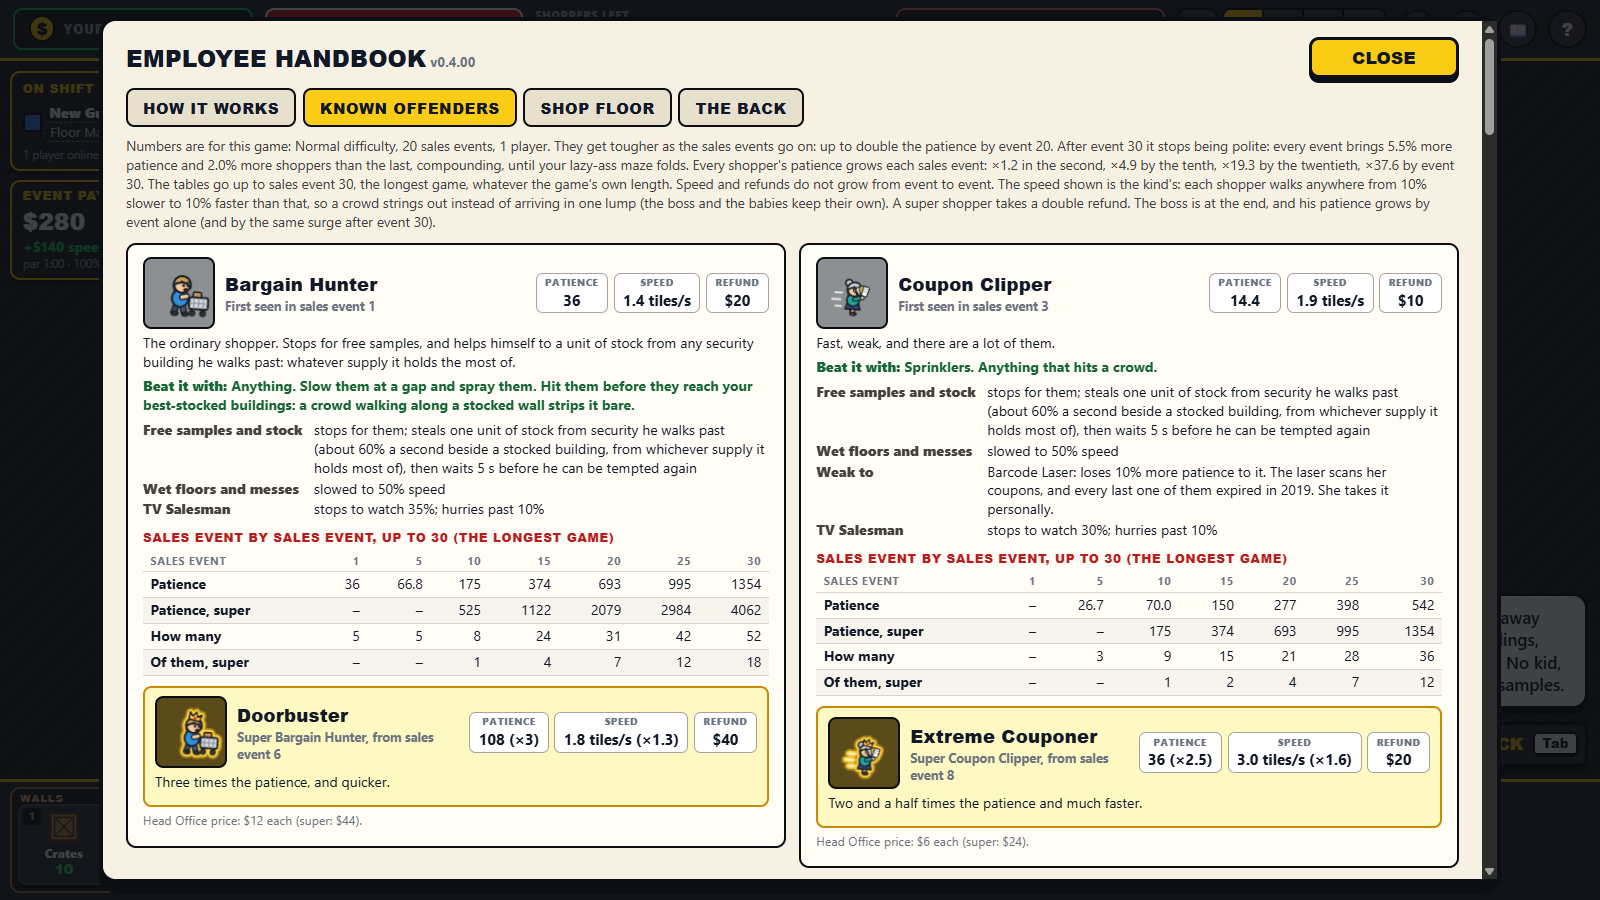 SHOPPERS LEFT
$ YOUR
?
EMPLOYEE HANDBOOK v0.4.00
CLOSE
HOW IT WORKS
KNOWN OFFENDERS
SHOP FLOOR
THE BACK
Numbers are for this game: Normal difficulty, 20 sales events, 1 player. They get tougher as the sales events go on: up to double the patience by event 20. After event 30 it stops being polite: every event brings 5.5% more
patience and 2.0% more shoppers than the last, compounding, until your lazy-ass maze folds. Every shopper's patience grows each sales event: ×1.2 in the second, ×4.9 by the tenth, ×19.3 by the twentieth, ×37.6 by event
30. The tables go up to sales event 30, the longest game, whatever the game's own length. Speed and refunds do not grow from event to event. The speed shown is the kind's: each shopper walks anywhere from 10%
slower to 10% faster than that, so a crowd strings out instead of arriving in one lump (the boss and the babies keep their own). A super shopper takes a double refund. The boss is at the end, and his patience grows by
event alone (and by the same surge after event 30).
ON SHIFT
New Gu
Floor Ma
1 player online
EVENT PA
$280
+$140 spee
par 1:00 · 100%
Bargain Hunter
First seen in sales event 1
PATIENCE
36
SPEED
1.4 tiles/s
REFUND
$20
The ordinary shopper. Stops for free samples, and helps himself to a unit of stock from any security
building he walks past: whatever supply it holds the most of.
Beat it with: Anything. Slow them at a gap and spray them. Hit them before they reach your
best-stocked buildings: a crowd walking along a stocked wall strips it bare.
Free samples and stock stops for them; steals one unit of stock from security he walks past
(about 60% a second beside a stocked building, from whichever supply it
holds most of), then waits 5 s before he can be tempted again
Wet floors and messes slowed to 50% speed
TV Salesman stops to watch 35%; hurries past 10%
SALES EVENT BY SALES EVENT, UP TO 30 (THE LONGEST GAME)
SALES EVENT 1 5 10 15 20 25 30
Patience 36 66.8 175 374 693 995 1354
Patience, super – – 525 1122 2079 2984 4062
How many 5 5 8 24 31 42 52
Of them, super – – 1 4 7 12 18
Doorbuster
Super Bargain Hunter, from sales
event 6
PATIENCE
108 (×3)
SPEED
1.8 tiles/s (×1.3)
REFUND
$40
Three times the patience, and quicker.
Head Office price: $12 each (super: $44).
Coupon Clipper
First seen in sales event 3
PATIENCE
14.4
SPEED
1.9 tiles/s
REFUND
$10
Fast, weak, and there are a lot of them.
Beat it with: Sprinklers. Anything that hits a crowd.
Free samples and stock stops for them; steals one unit of stock from security he walks past
(about 60% a second beside a stocked building, from whichever supply it
holds most of), then waits 5 s before he can be tempted again
Wet floors and messes slowed to 50% speed
Weak to Barcode Laser: loses 10% more patience to it. The laser scans her
coupons, and every last one of them expired in 2019. She takes it
personally.
TV Salesman stops to watch 30%; hurries past 10%
SALES EVENT BY SALES EVENT, UP TO 30 (THE LONGEST GAME)
SALES EVENT 1 5 10 15 20 25 30
Patience – 26.7 70.0 150 277 398 542
Patience, super – – 175 374 693 995 1354
How many – 3 9 15 21 28 36
Of them, super – – 1 2 4 7 12
Extreme Couponer
Super Coupon Clipper, from sales
event 8
PATIENCE
36 (×2.5)
SPEED
3.0 tiles/s (×1.6)
REFUND
$20
Two and a half times the patience and much faster.
Head Office price: $6 each (super: $24).
away
lings,
No kid,
samples.
CK Tab
WALLS
1
Crates
10